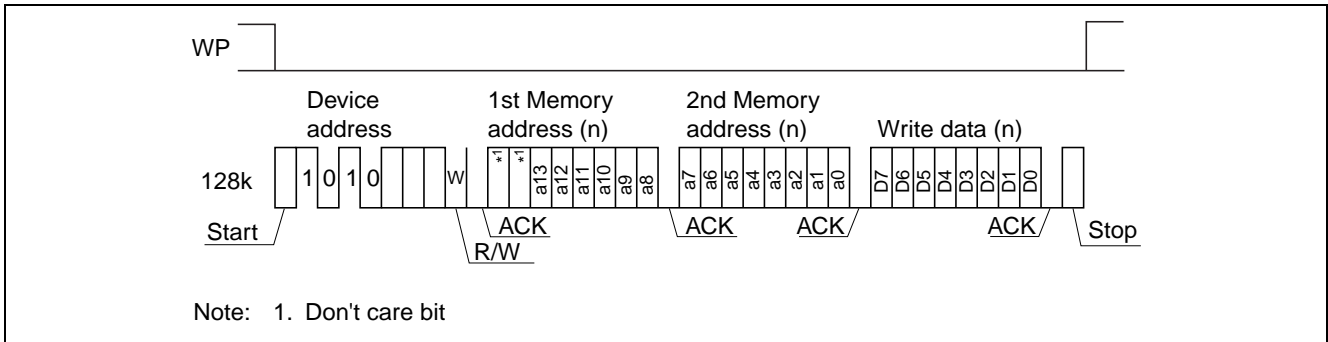 WP
Device address
1st Memory address (n)
2nd Memory address (n)
Write data (n)
128k
1 0 1 0 W *1 *1 a13 a12 a11 a10 a9 a8 a7 a6 a5 a4 a3 a2 a1 a0 D7 D6 D5 D4 D3 D2 D1 D0
Start
R/W
ACK
ACK
ACK
ACK
Stop
Note: 1. Don't care bit